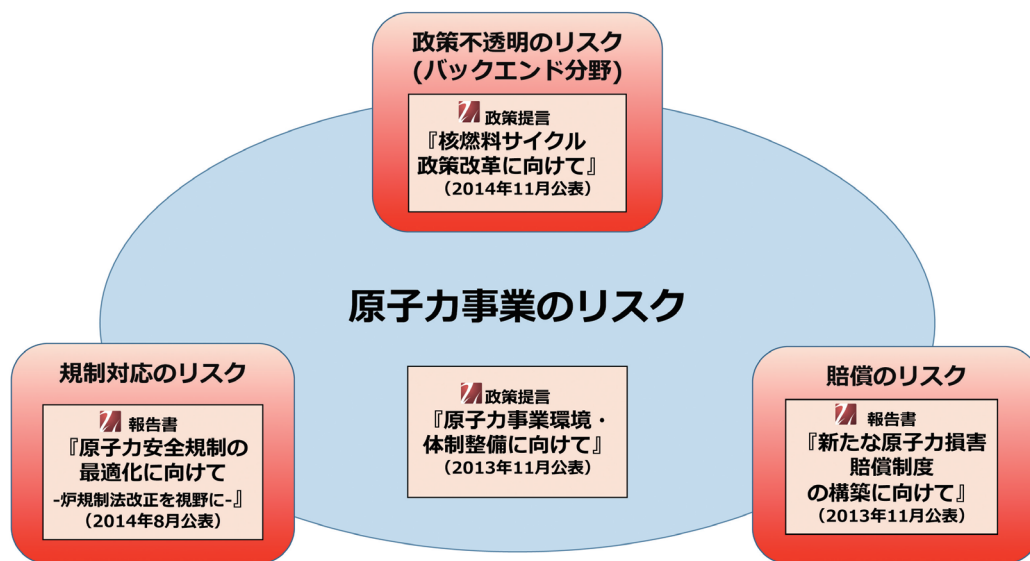 政策不透明のリスク
(バックエンド分野)
政策提言
『核燃料サイクル
政策改革に向けて』
(2014年11月公表)
原子力事業のリスク
規制対応のリスク
報告書
『原子力安全規制の
最適化に向けて
-炉規制法改正を視野に-』
(2014年8月公表)
政策提言
『原子力事業環境・
体制整備に向けて』
(2013年11月公表)
賠償のリスク
報告書
『新たな原子力損害
賠償制度
の構築に向けて』
(2013年11月公表)